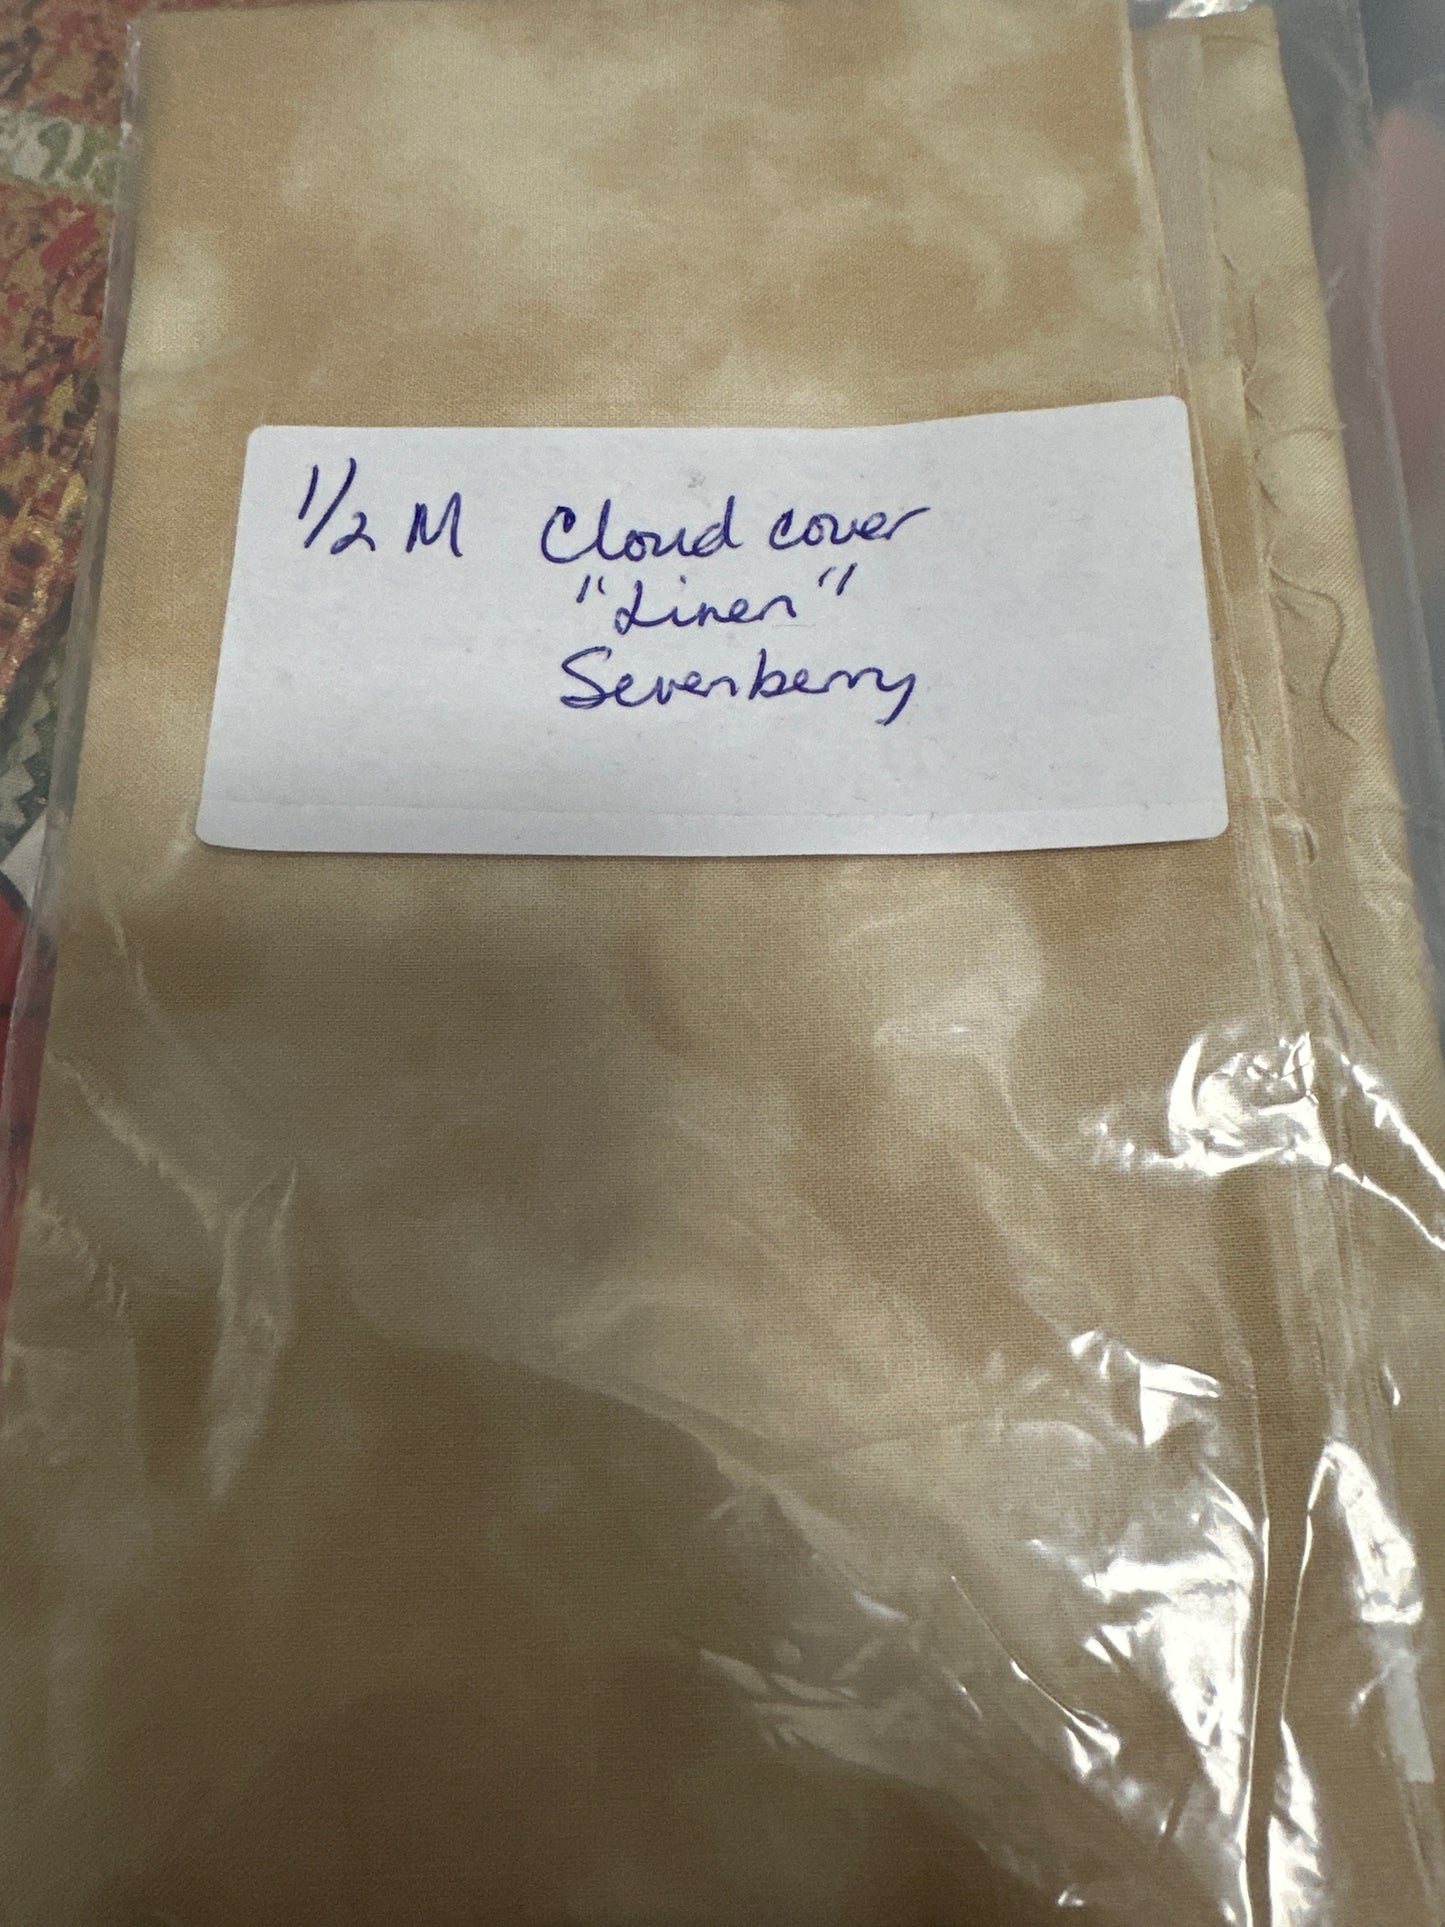 1/2 M Cloud cover
"Linen"
Sevenberry